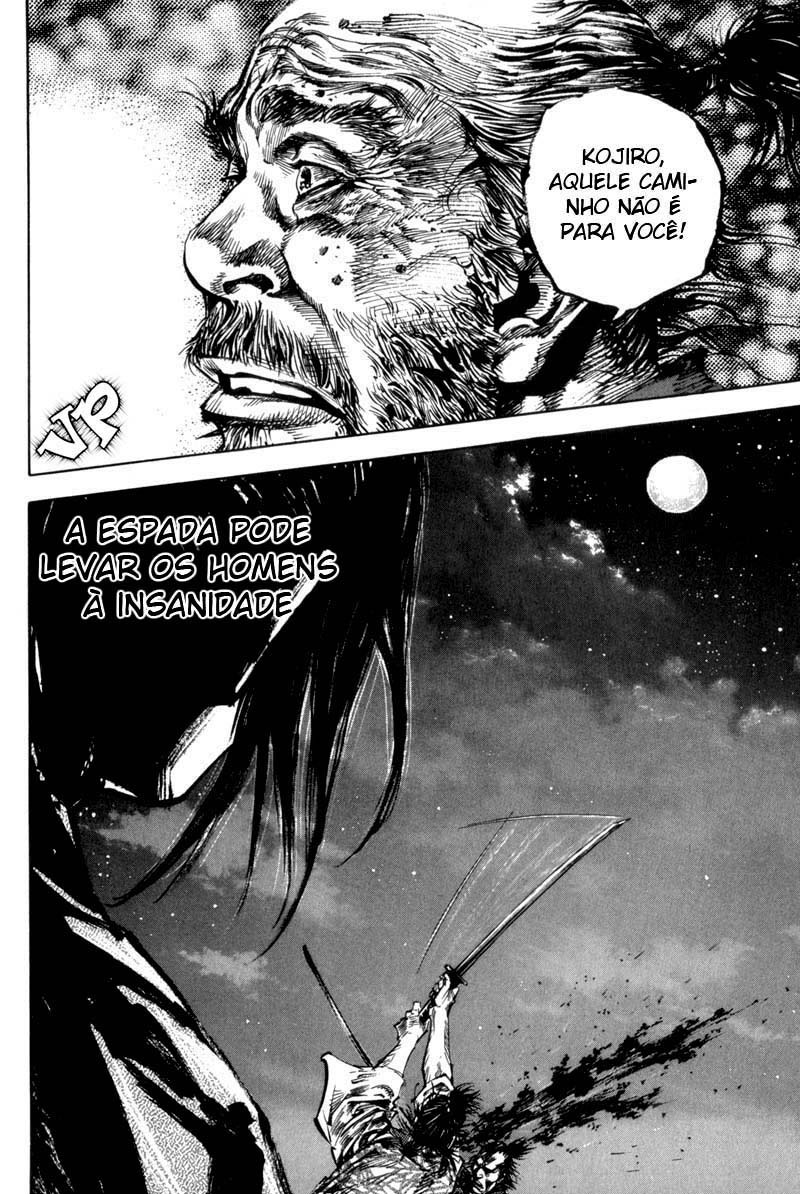 KOJIRO,
AQUELE CAMI-
NHO NÃO É
PARA VOCÊ!
VP
A ESPADA PODE
LEVAR OS HOMENS
À INSANIDADE